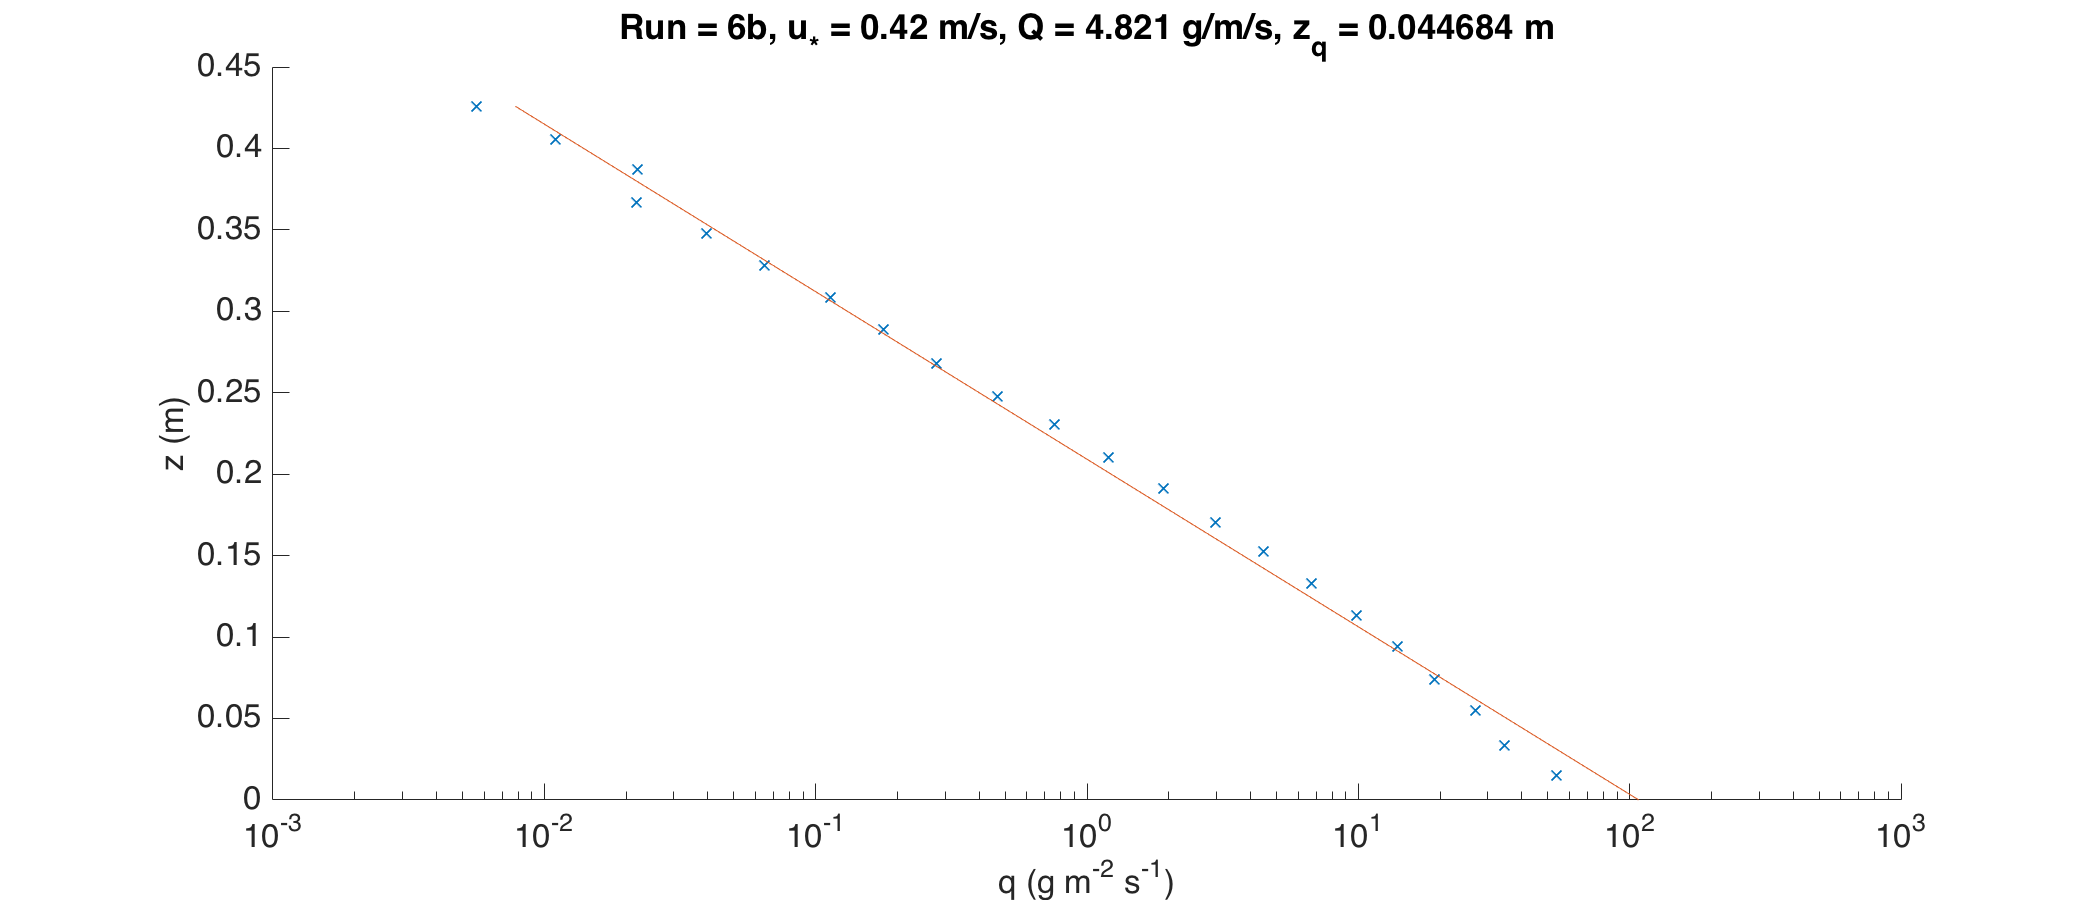 Run = 6b, u* = 0.42 m/s, Q = 4.821 g/m/s, zq = 0.044684 m
0.45
0.4
0.35
0.3
0.25
0.2
0.15
0.1
0.05
0
z (m)
10-3 10-2 10-1 100 101 102 103
q (g m-2 s-1)